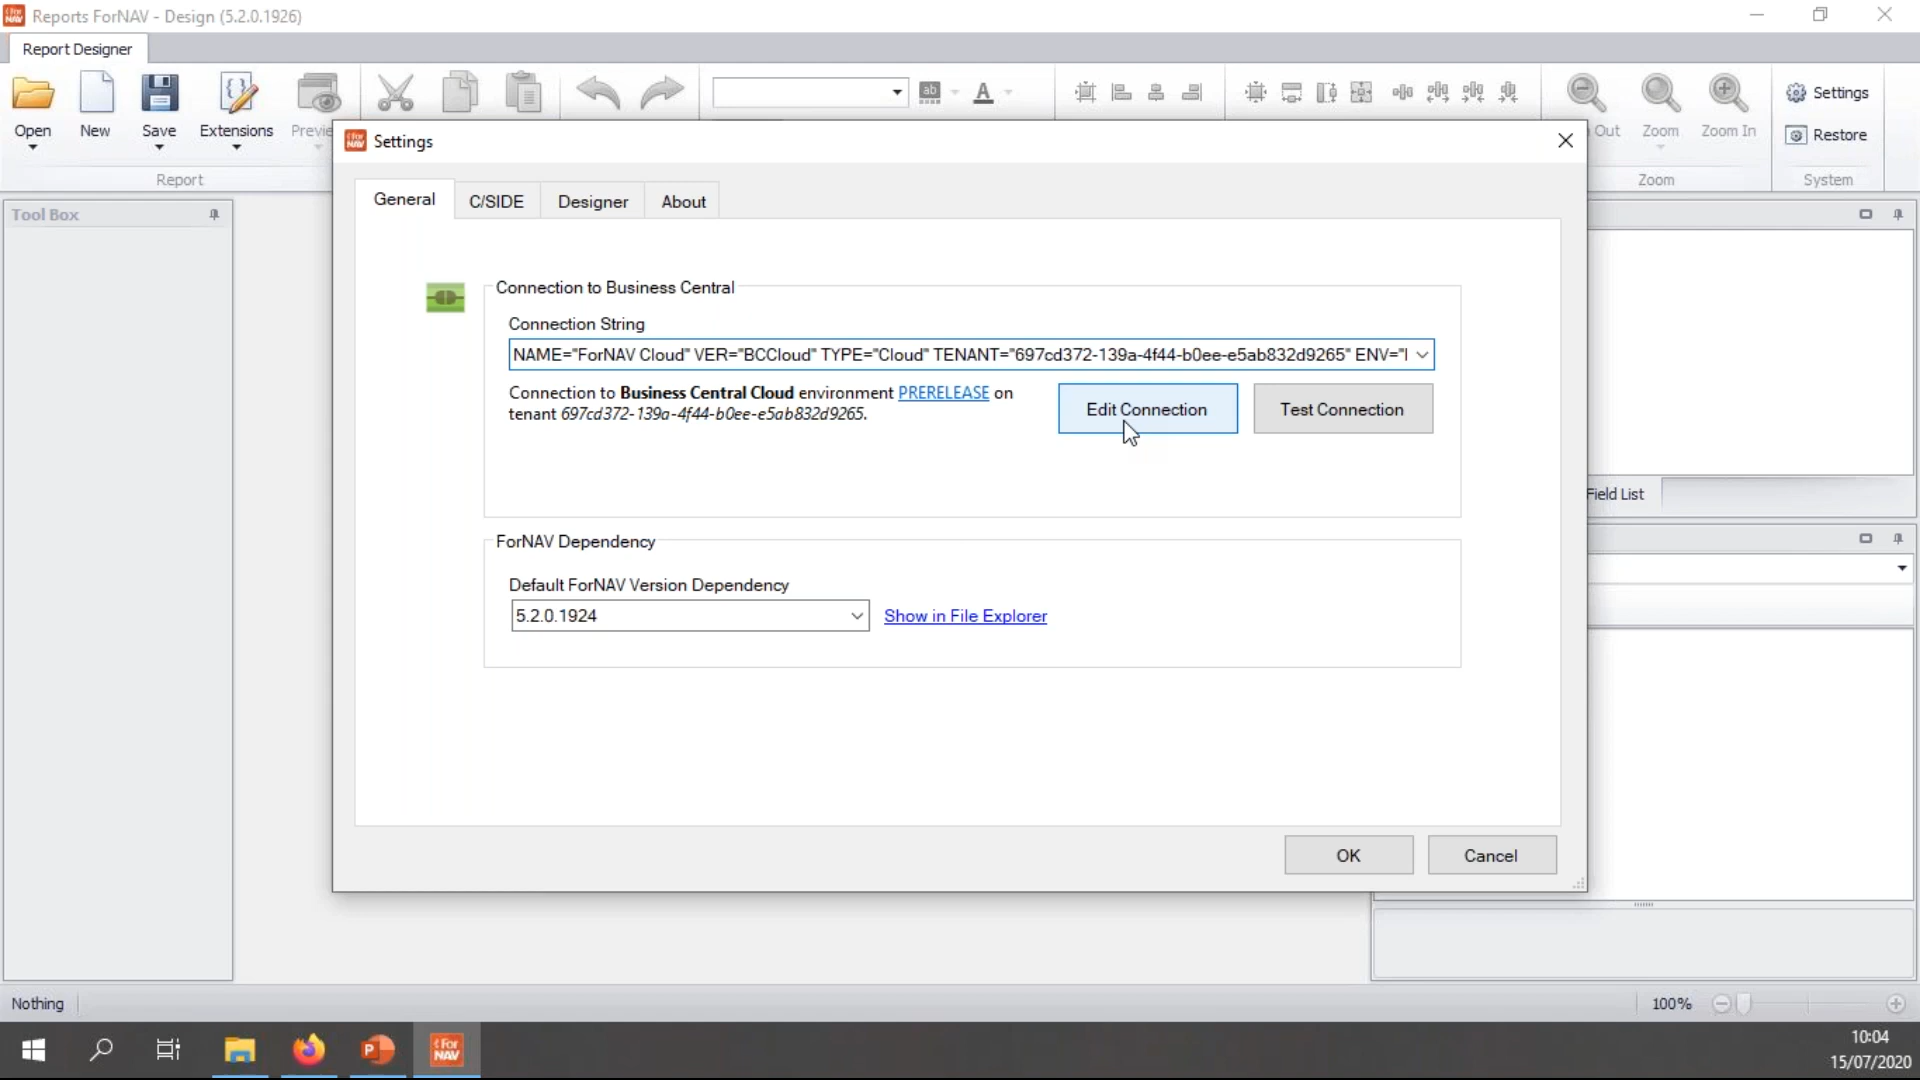 Reports ForNAV - Design (5.2.0.1926)
Report Designer
Open
New
Save
Extensions
Previe
Out
Zoom
Zoom In
Settings
Restore
Report
Zoom
System
Tool Box
Settings
General
C/SIDE
Designer
About
Connection to Business Central
Connection String
NAME="ForNAV Cloud" VER="BCCloud" TYPE="Cloud" TENANT="697cd372-139a-4f44-b0ee-e5ab832d9265" ENV="
Connection to Business Central Cloud environment PRERELEASE on
tenant 697cd372-139a-4f44-b0ee-e5ab832d9265.
Edit Connection
Test Connection
ForNAV Dependency
Default ForNAV Version Dependency
5.2.0.1924
Show in File Explorer
OK
Cancel
Field List
Nothing
100%
For
NAV
10:04
15/07/2020